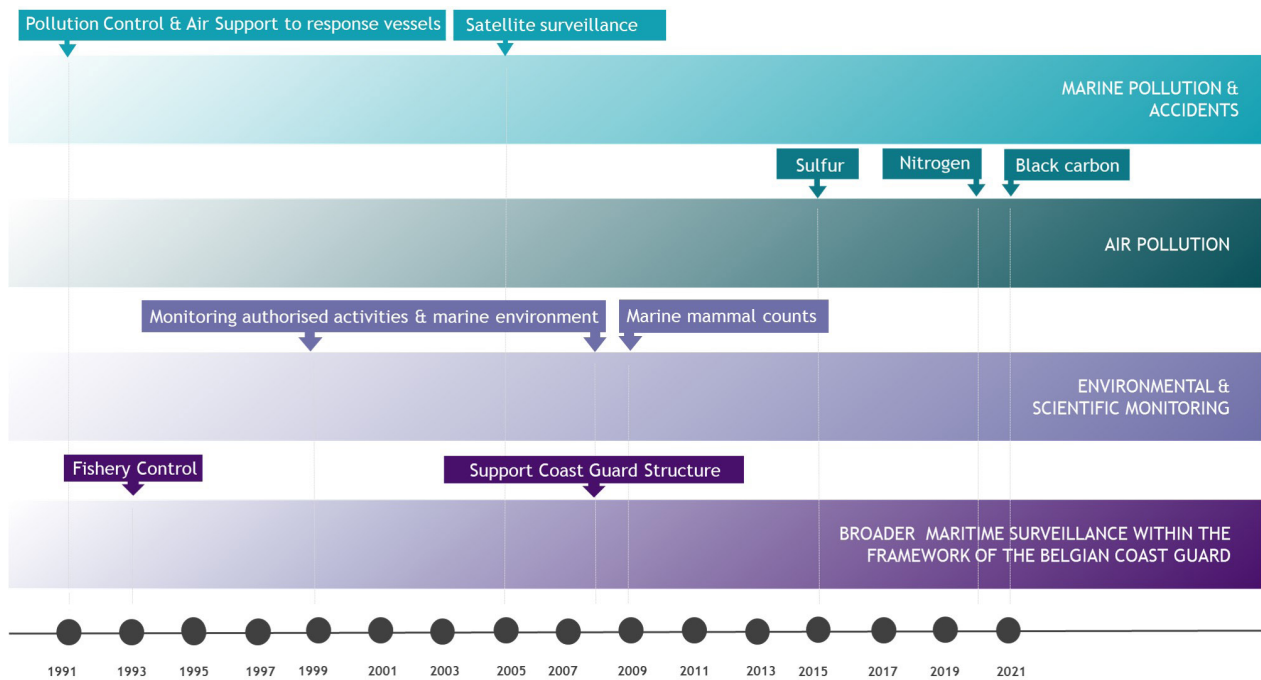 Pollution Control & Air Support to response vessels
Satellite surveillance
MARINE POLLUTION &
ACCIDENTS
Sulfur
Nitrogen
Black carbon
AIR POLLUTION
Monitoring authorised activities & marine environment
Marine mammal counts
ENVIRONMENTAL &
SCIENTIFIC MONITORING
Fishery Control
Support Coast Guard Structure
BROADER MARITIME SURVEILLANCE WITHIN THE
FRAMEWORK OF THE BELGIAN COAST GUARD
1991 1993 1995 1997 1999 2001 2003 2005 2007 2009 2011 2013 2015 2017 2019 2021